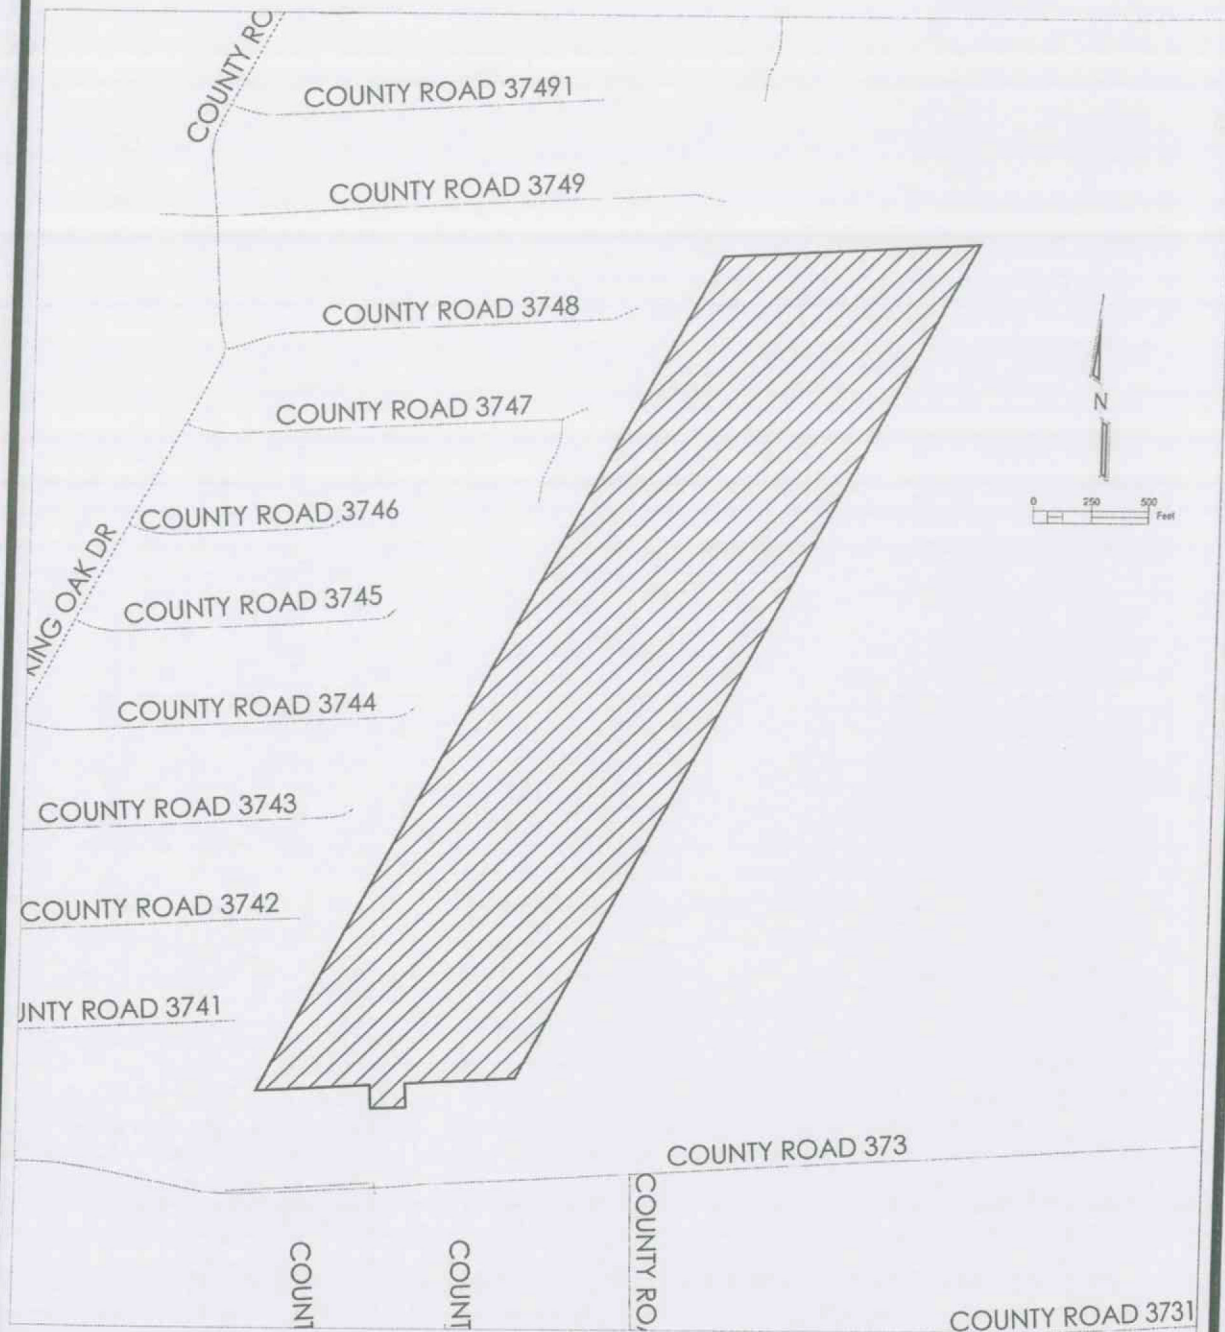 COUNTY RO
COUNTY ROAD 37491
COUNTY ROAD 3749
COUNTY ROAD 3748
COUNTY ROAD 3747
N
0 250 500
Feet
COUNTY ROAD 3746
KING OAK DR
COUNTY ROAD 3745
COUNTY ROAD 3744
COUNTY ROAD 3743
COUNTY ROAD 3742
UNTY ROAD 3741
COUNTY ROAD 373
COUNT
COUNT
COUNTY ROA
COUNTY ROAD 3731